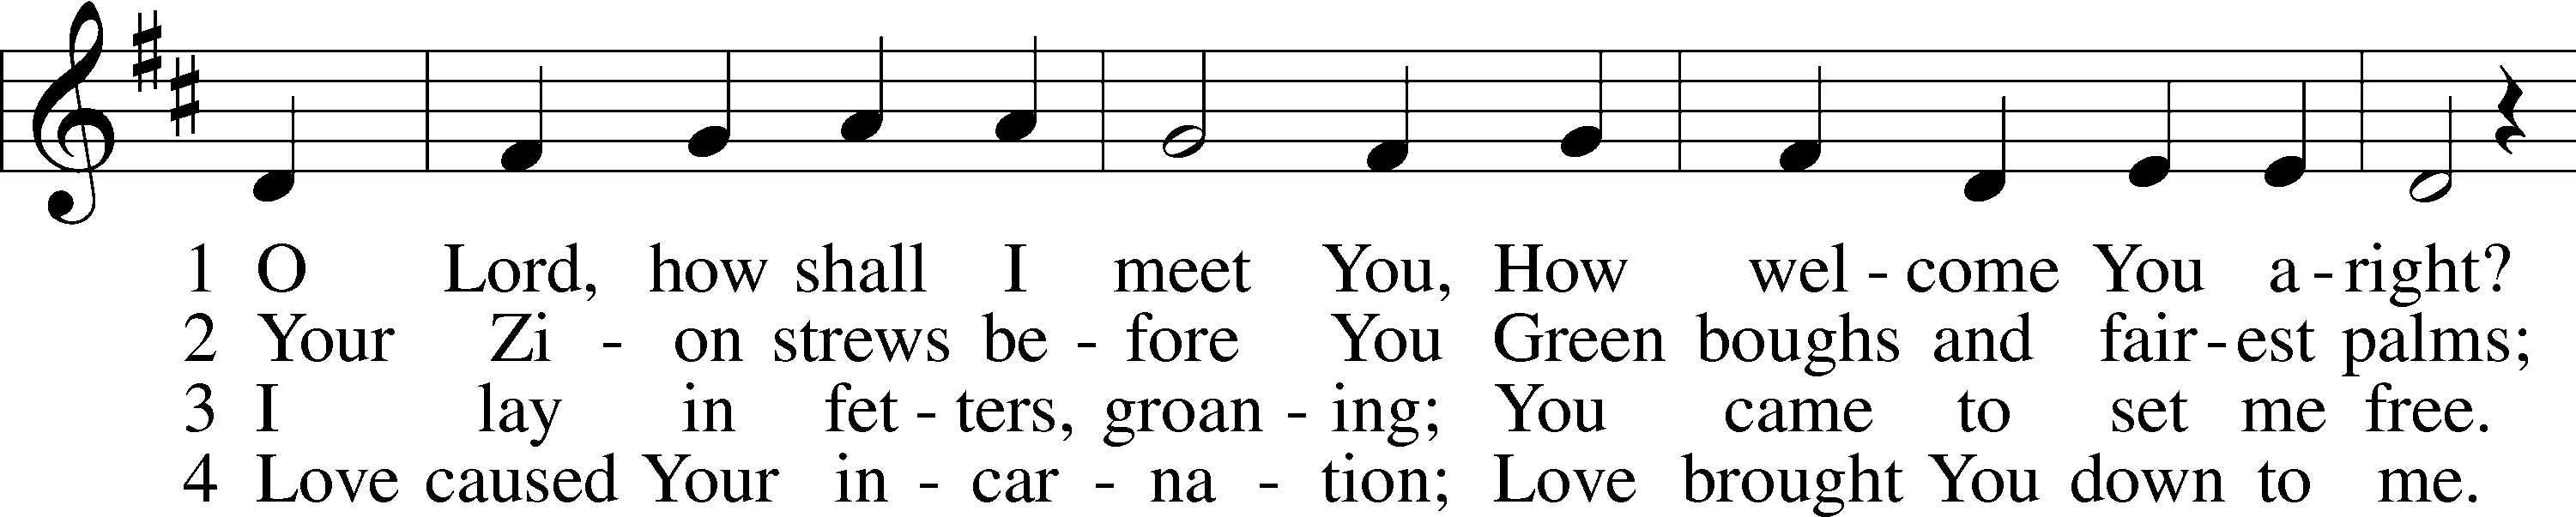 1 O Lord, how shall I meet You, How wel - come You a - right?
2 Your Zi - on strews be - fore You Green boughs and fair - est palms;
3 I lay in fet - ters, groan - ing; You came to set me free.
4 Love caused Your in - car - na - tion; Love brought You down to me.